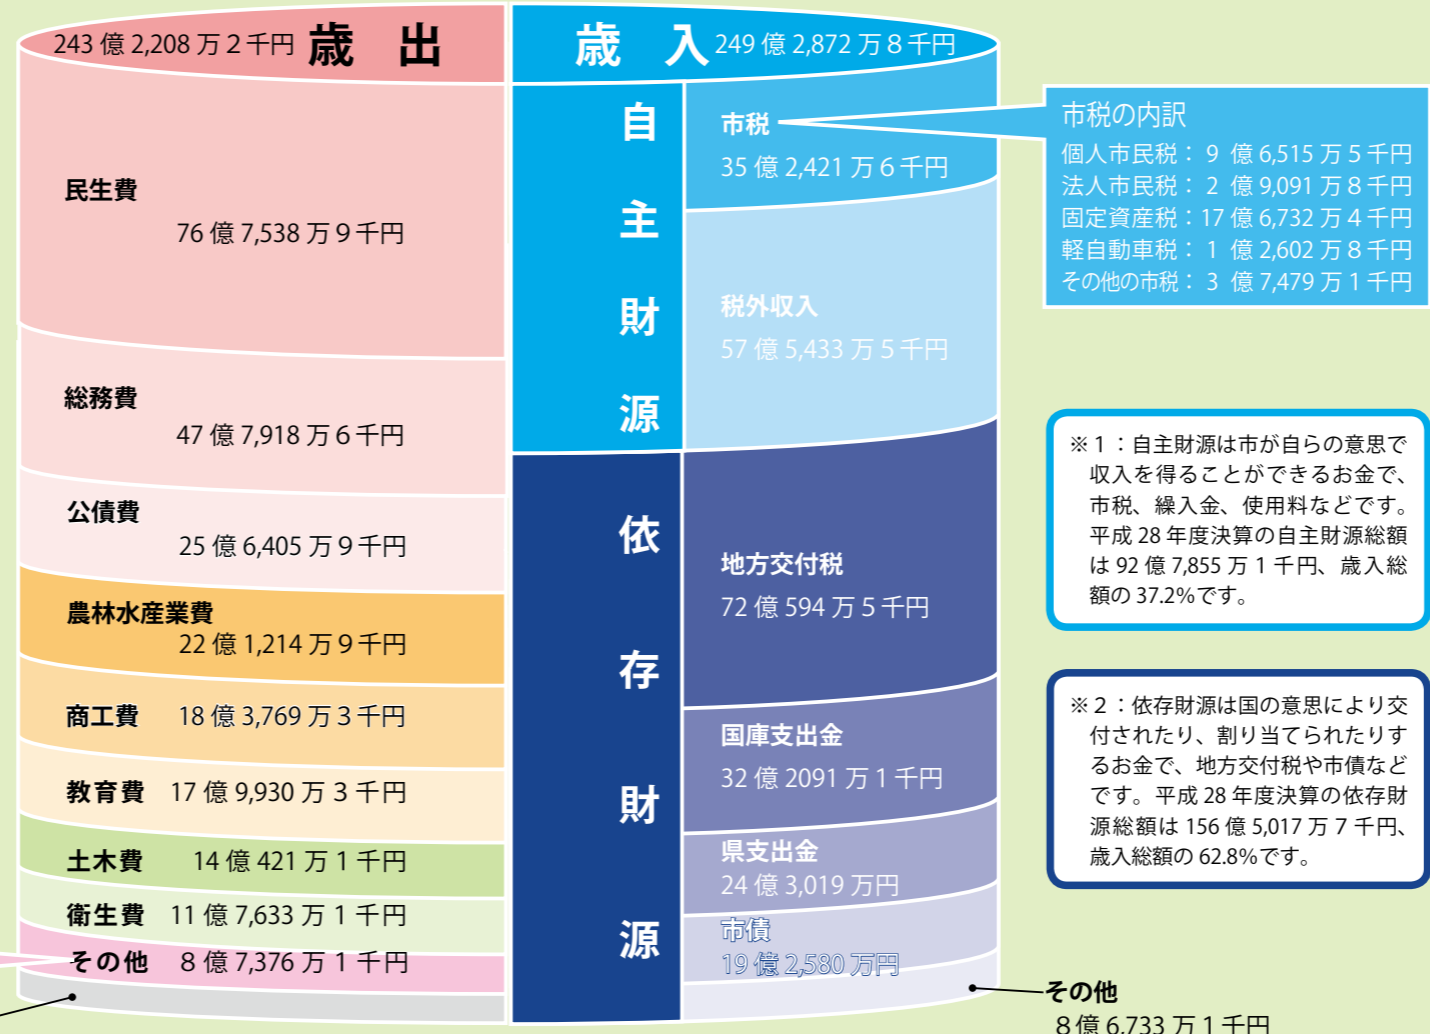 243 億 2,208 万 2 千円 歳 出
民生費
76 億 7,538 万 9 千円
総務費
47 億 7,918 万 6 千円
公債費
25 億 6,405 万 9 千円
農林水産業費
22 億 1,214 万 9 千円
商工費 18 億 3,769 万 3 千円
教育費 17 億 9,930 万 3 千円
土木費 14 億 421 万 1 千円
衛生費 11 億 7,633 万 1 千円
その他 8 億 7,376 万 1 千円
歳 入 249 億 2,872 万 8 千円
自主財源
市税
35 億 2,421 万 6 千円
税外収入
57 億 5,433 万 5 千円
依存財源
地方交付税
72 億 594 万 5 千円
国庫支出金
32 億 2091 万 1 千円
県支出金
24 億 3,019 万円
市債
19 億 2,580 万円
その他
8 億 6,733 万 1 千円
市税の内訳
個人市民税： 9 億 6,515 万 5 千円
法人市民税： 2 億 9,091 万 8 千円
固定資産税：17 億 6,732 万 4 千円
軽自動車税： 1 億 2,602 万 8 千円
その他の市税： 3 億 7,479 万 1 千円
※ 1 ：自主財源は市が自らの意思で
収入を得ることができるお金で、
市税、繰入金、使用料などです。
平成 28 年度決算の自主財源総額
は 92 億 7,855 万 1 千円、歳入総
額の 37.2%です。
※ 2 ：依存財源は国の意思により交
付されたり、割り当てられたりす
るお金で、地方交付税や市債など
です。平成 28 年度決算の依存財
源総額は 156 億 5,017 万 7 千円、
歳入総額の 62.8%です。